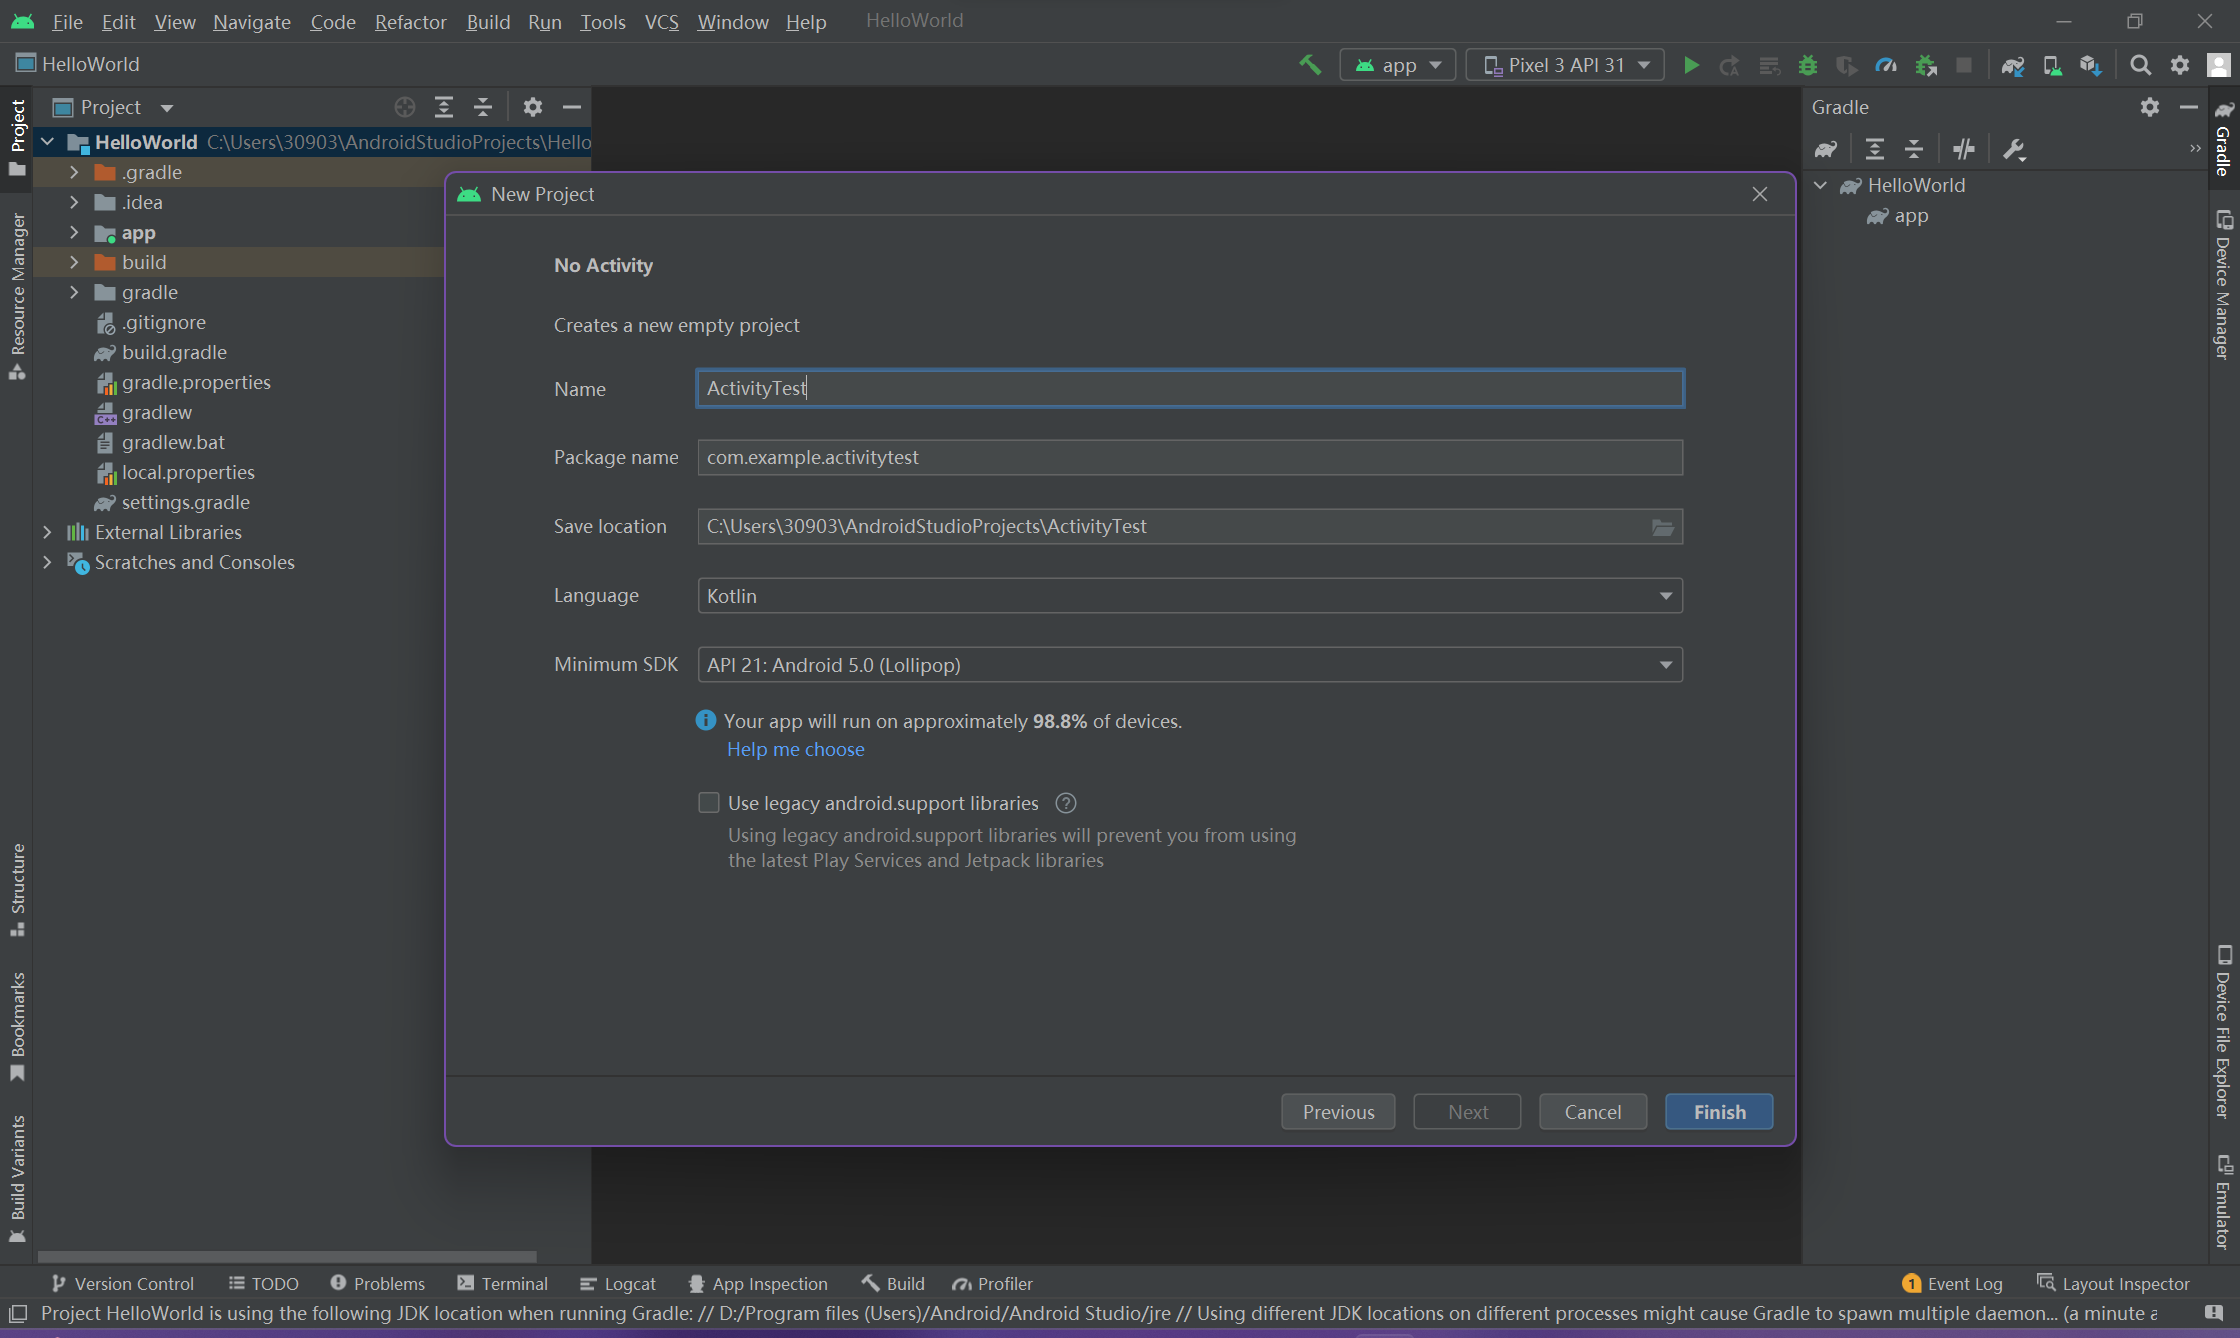 File Edit View Navigate Code Refactor Build Run Tools VCS Window Help HelloWorld
HelloWorld
app
Pixel 3 API 31
Project
HelloWorld C:\Users\30903\AndroidStudioProjects\Hello
.gradle
.idea
app
build
gradle
.gitignore
build.gradle
gradle.properties
gradlew
gradlew.bat
local.properties
settings.gradle
External Libraries
Scratches and Consoles
Project
Resource Manager
Structure
Bookmarks
Build Variants
New Project
No Activity
Creates a new empty project
Name ActivityTest
Package name com.example.activitytest
Save location C:\Users\30903\AndroidStudioProjects\ActivityTest
Language Kotlin
Minimum SDK API 21: Android 5.0 (Lollipop)
Your app will run on approximately 98.8% of devices.
Help me choose
Use legacy android.support libraries
Using legacy android.support libraries will prevent you from using
the latest Play Services and Jetpack libraries
Previous Next Cancel Finish
Gradle
HelloWorld
app
Gradle
Device Manager
Device File Explorer
Emulator
Version Control TODO Problems Terminal Logcat App Inspection Build Profiler 1 Event Log Layout Inspector
Project HelloWorld is using the following JDK location when running Gradle: // D:/Program files (Users)/Android/Android Studio/jre // Using different JDK locations on different processes might cause Gradle to spawn multiple daemon... (a minute a